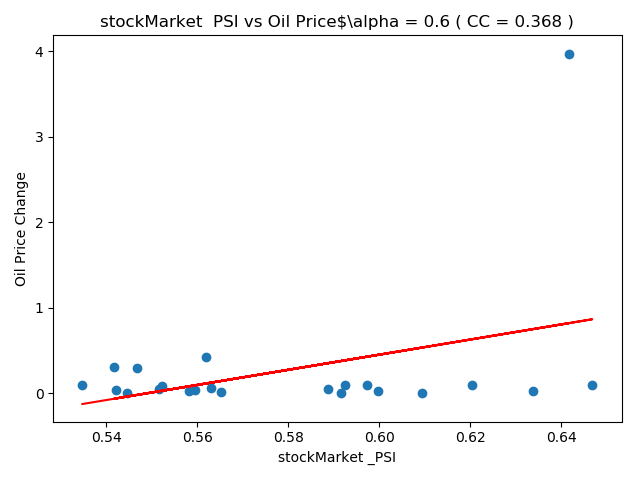 stockMarket  PSI vs Oil Price$\alpha = 0.6 ( CC = 0.368 )
4
3
2
1
0
Oil Price Change
0.54 0.56 0.58 0.60 0.62 0.64
stockMarket _PSI